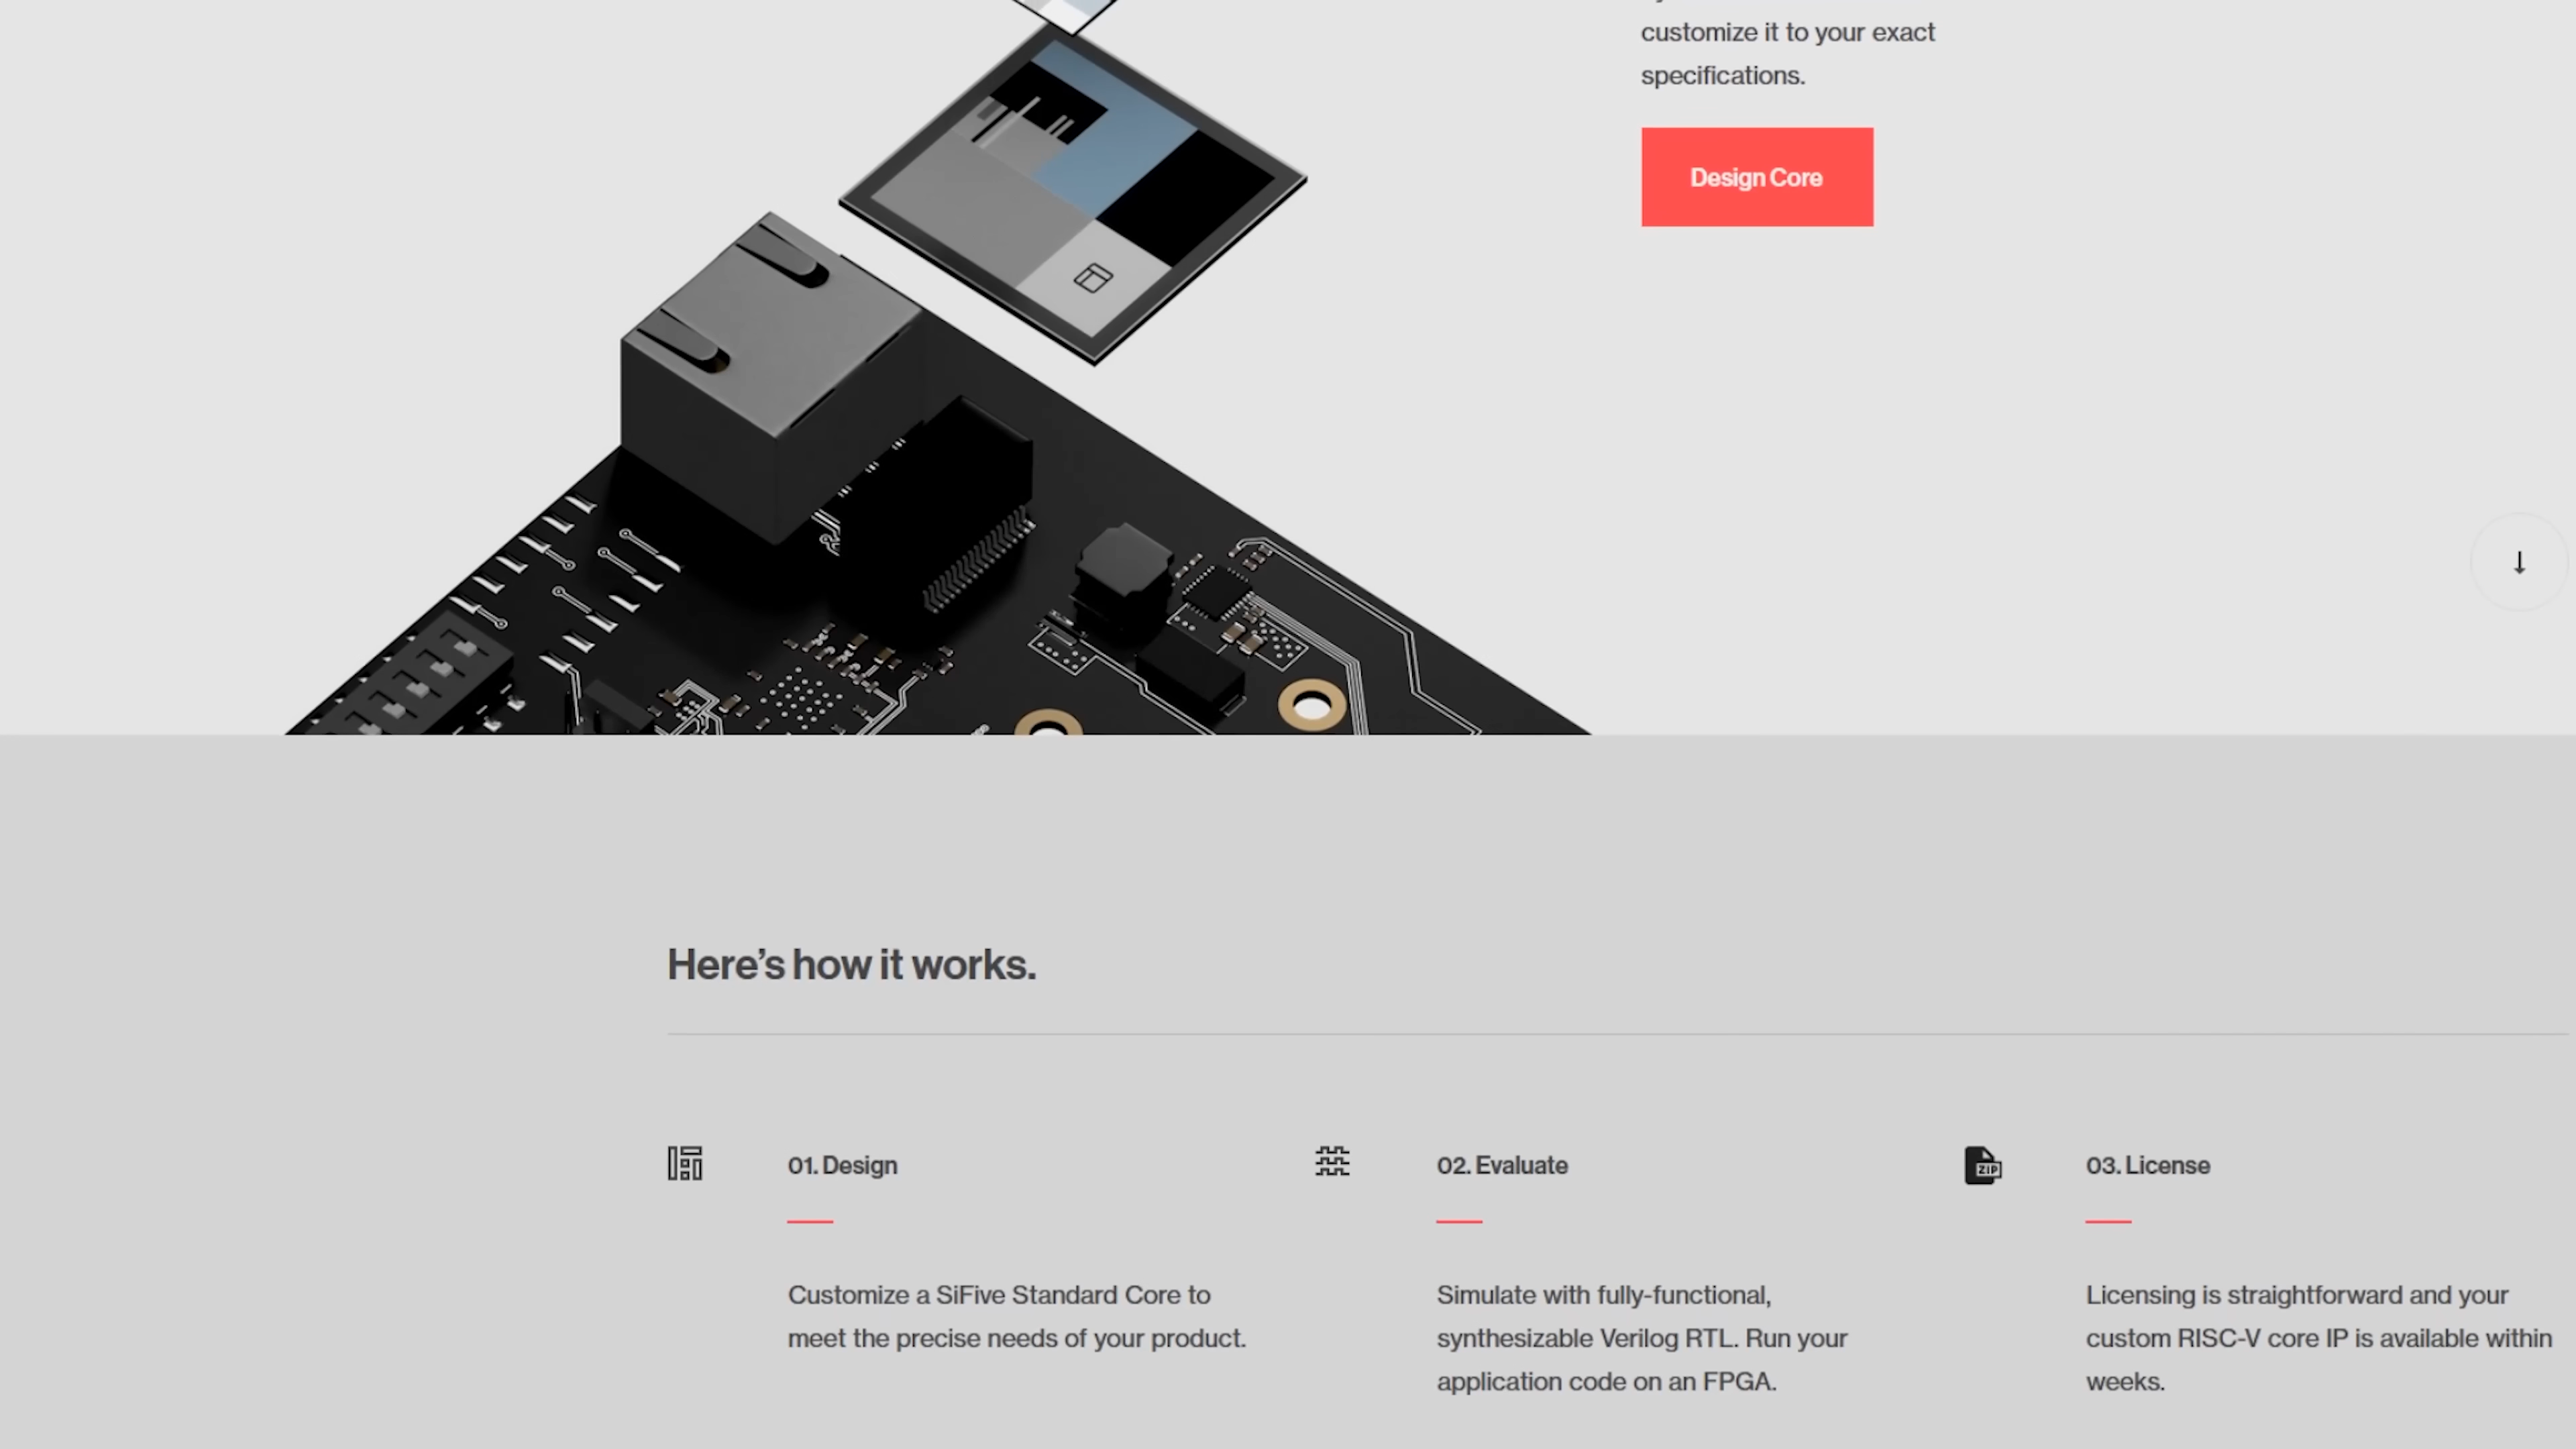 customize it to your exact
specifications.
Design Core
Here’s how it works.
01. Design
Customize a SiFive Standard Core to
meet the precise needs of your product.
02. Evaluate
Simulate with fully-functional,
synthesizable Verilog RTL. Run your
application code on an FPGA.
ZIP
03. License
Licensing is straightforward and your
custom RISC-V core IP is available within
weeks.